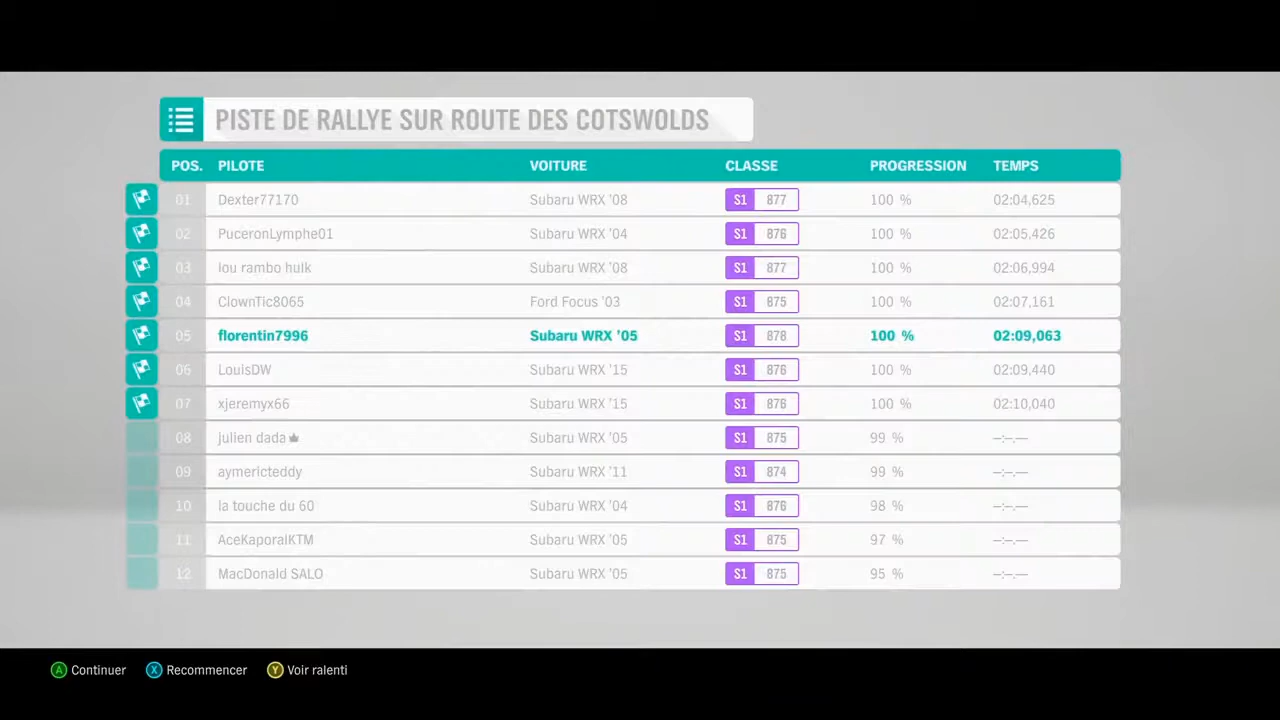 PISTE DE RALLYE SUR ROUTE DES COTSWOLDS
POS. PILOTE VOITURE CLASSE PROGRESSION TEMPS
01 Dexter77170 Subaru WRX '08 S1 877 100 % 02:04,625
02 PuceronLymphe01 Subaru WRX '04 S1 876 100 % 02:05,426
03 lou rambo hulk Subaru WRX '08 S1 877 100 % 02:06,994
04 ClownTic8065 Ford Focus '03 S1 875 100 % 02:07,161
05 florentin7996 Subaru WRX '05 S1 878 100 % 02:09,063
06 LouisDW Subaru WRX '15 S1 876 100 % 02:09,440
07 xjeremyx66 Subaru WRX '15 S1 876 100 % 02:10,040
08 julien dada Subaru WRX '05 S1 875 99 % –:–.––
09 aymericteddy Subaru WRX '11 S1 874 99 % –:–.––
10 la touche du 60 Subaru WRX '04 S1 876 98 % –:–.––
11 AceKaporalKTM Subaru WRX '05 S1 875 97 % –:–.––
12 MacDonald SALO Subaru WRX '05 S1 875 95 % –:–.––
A Continuer X Recommencer Y Voir ralenti